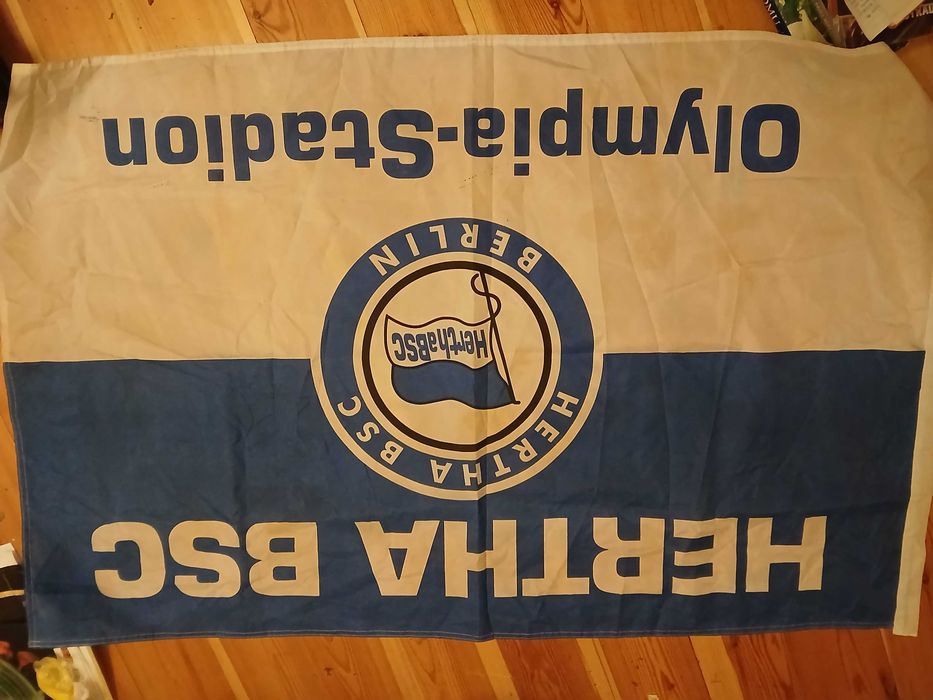 HERTHA BSC
HERTHA BSC
HerthaBSC
BERLIN
Olympia-Stadion